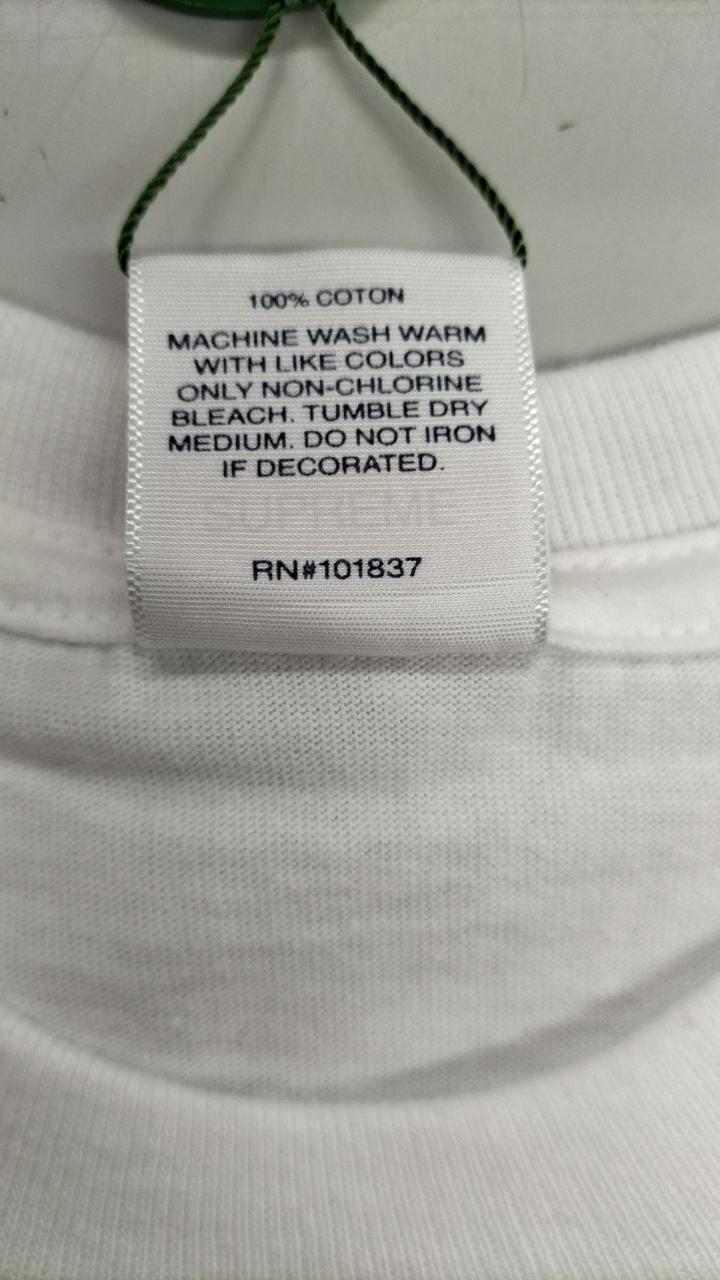 100% COTON
MACHINE WASH WARM
WITH LIKE COLORS
ONLY NON-CHLORINE
BLEACH. TUMBLE DRY
MEDIUM. DO NOT IRON
IF DECORATED.
SUPREME
RN#101837